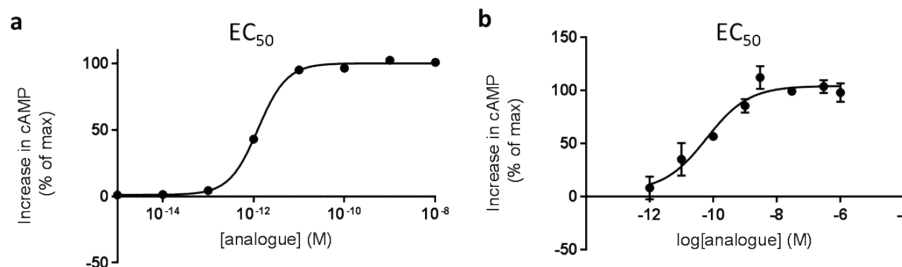 a
EC50
Increase in cAMP
(% of max)
100
50
0
-50
10-14
10-12
10-10
10-8
[analogue] (M)
b
EC50
Increase in cAMP
(% of max)
150
100
50
0
-50
-12
-10
-8
-6
log[analogue] (M)